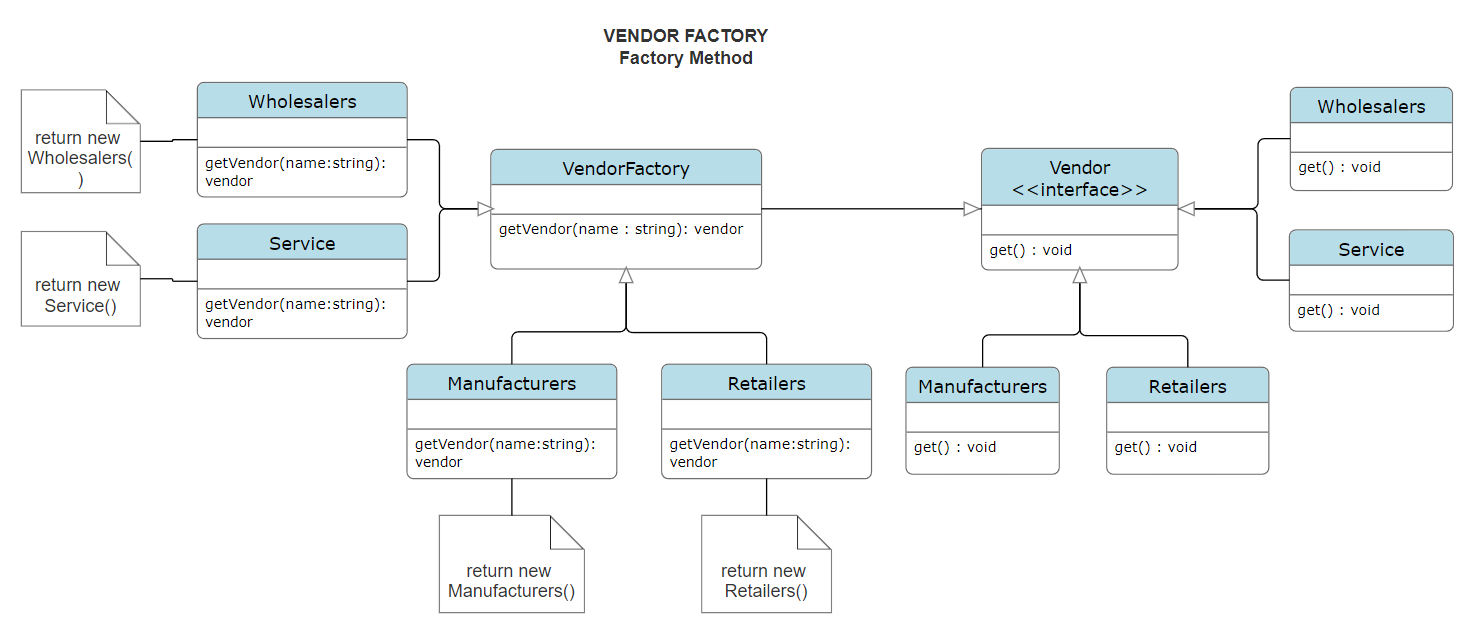 VENDOR FACTORY
Factory Method
return new
Wholesalers(
)
Wholesalers
getVendor(name:string):
vendor
return new
Service()
Service
getVendor(name:string):
vendor
VendorFactory
getVendor(name : string): vendor
Manufacturers
getVendor(name:string):
vendor
return new
Manufacturers()
Retailers
getVendor(name:string):
vendor
return new
Retailers()
Vendor
<<interface>>
get() : void
Manufacturers
get() : void
Retailers
get() : void
Wholesalers
get() : void
Service
get() : void